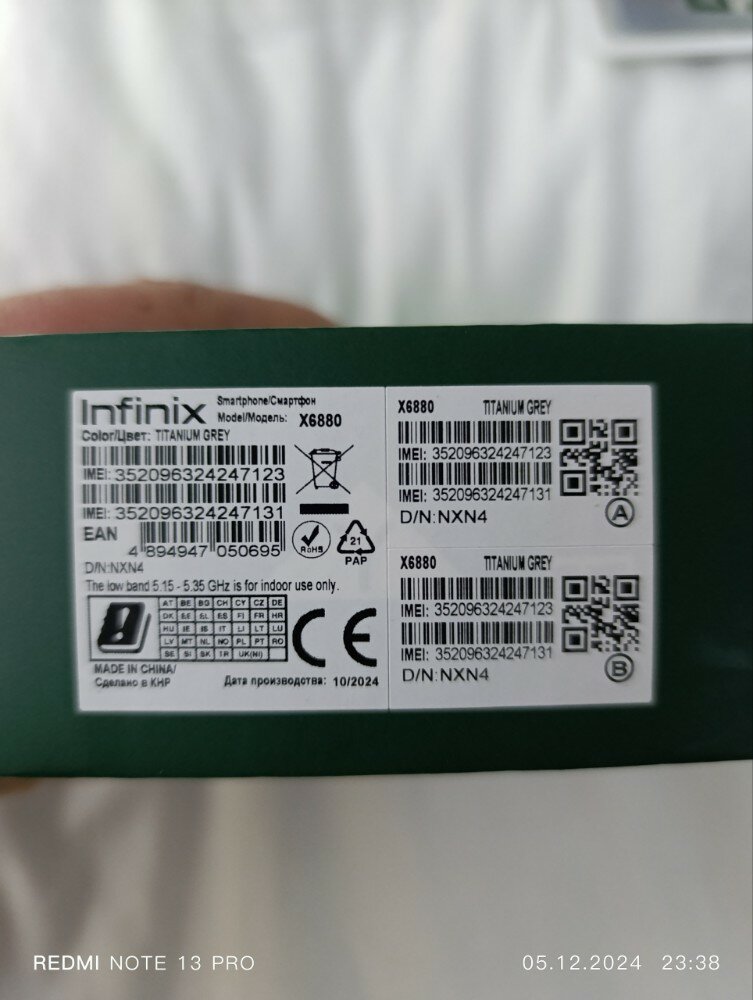 Infinix
Smartphone/Смартфон
Model/Модель: X6880
Color/Цвет: TITANIUM GREY
IMEI: 352096324247123
IMEI: 352096324247131
EAN
4 894947 050695
D/N:NXN4
RoHS
21
PAP
The low band 5.15 - 5.35 GHz is for indoor use only.
AT BE BG CH CY CZ DE
DK EE EL ES FI FR HR
HU IE IS IT LI LT LU
LV MT NL NO PL PT RO
SE SI SK TR UK(NI)
CE
MADE IN CHINA/
Сделано в КНР
Дата производства: 10/2024
X6880 TITANIUM GREY
IMEI: 352096324247123
IMEI: 352096324247131
D/N:NXN4
A
X6880 TITANIUM GREY
IMEI: 352096324247123
IMEI: 352096324247131
D/N:NXN4
B
REDMI NOTE 13 PRO
05.12.2024 23:38